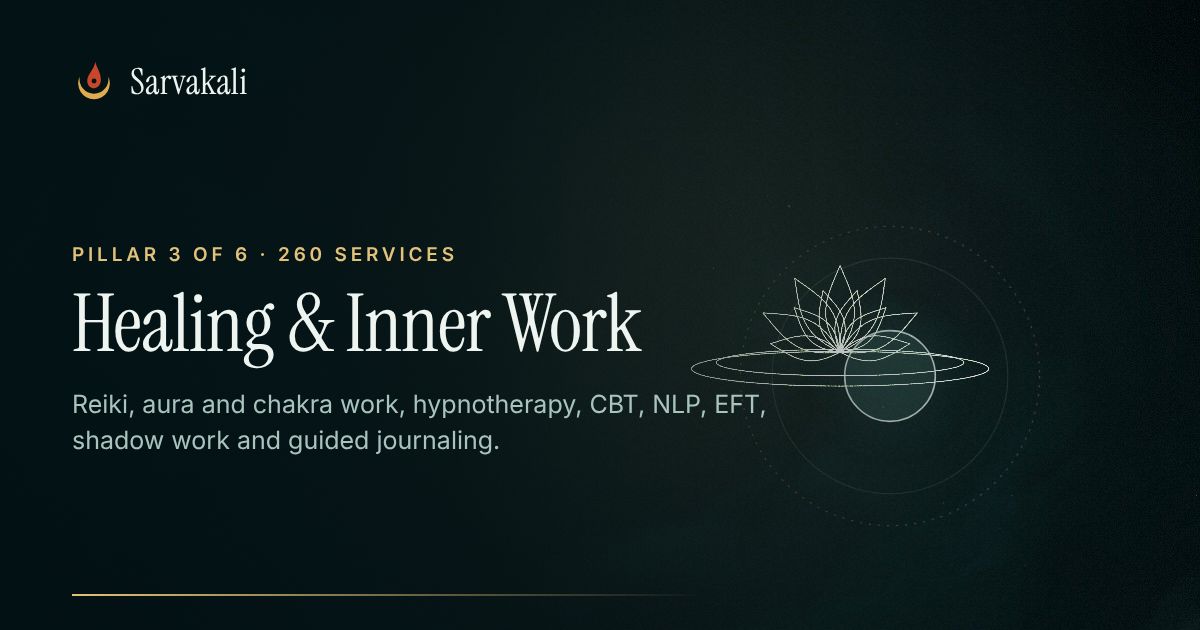 Sarvakali
PILLAR 3 OF 6 · 260 SERVICES
Healing & Inner Work
Reiki, aura and chakra work, hypnotherapy, CBT, NLP, EFT,
shadow work and guided journaling.